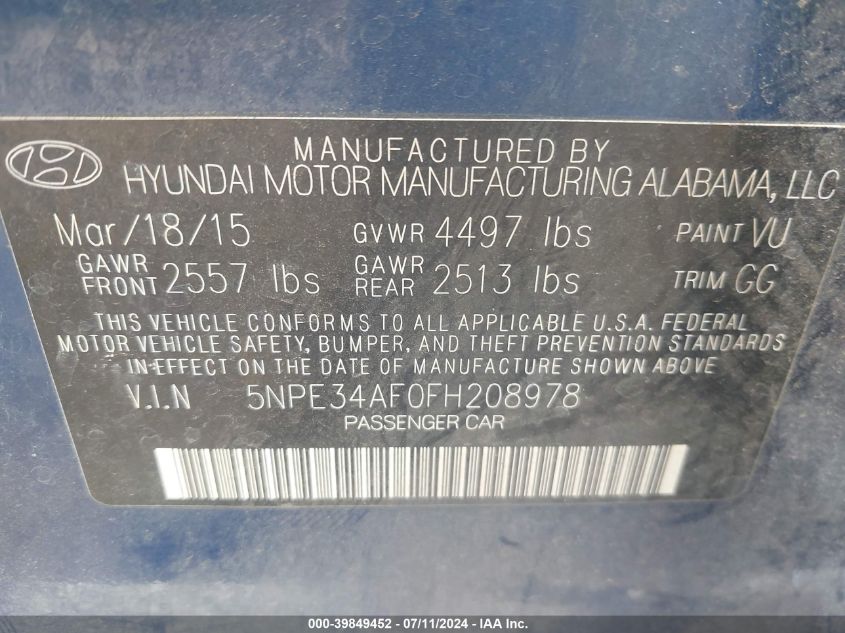 MANUFACTURED BY
HYUNDAI MOTOR MANUFACTURING ALABAMA, LLC
Mar/18/15 GVWR 4497 lbs PAINT VU
GAWR FRONT 2557 lbs GAWR REAR 2513 lbs TRIM GG
THIS VEHICLE CONFORMS TO ALL APPLICABLE U.S.A. FEDERAL
MOTOR VEHICLE SAFETY, BUMPER, AND THEFT PREVENTION STANDARDS
IN EFFECT ON THE DATE OF MANUFACTURE SHOWN ABOVE.
V.I.N 5NPE34AF0FH208978
PASSENGER CAR
000-39849452 - 07/11/2024 - IAA Inc.